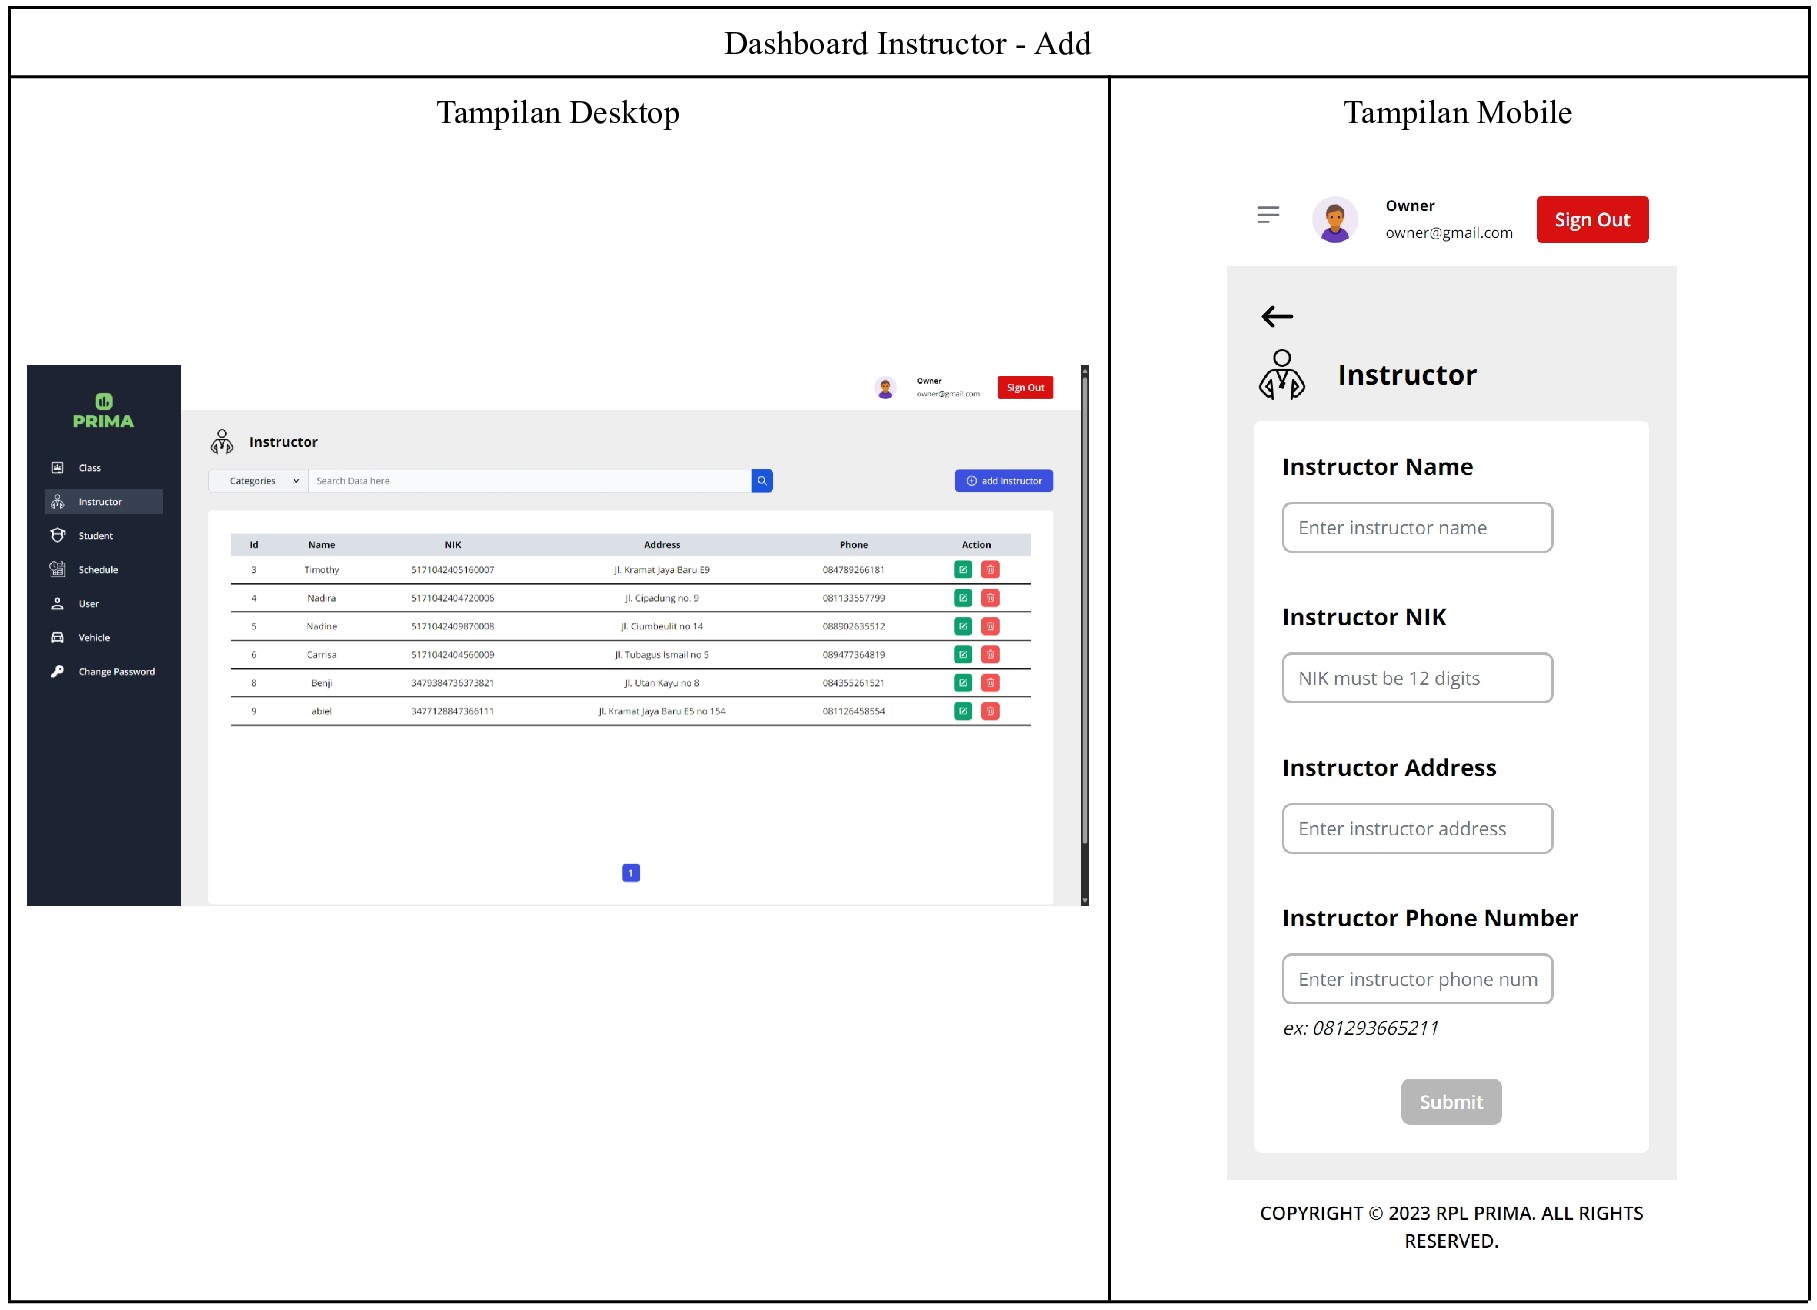 Dashboard Instructor - Add
Tampilan Desktop
PRIMA
Class
Instructor
Student
Schedule
User
Vehicle
Change Password
Owner
owner@gmail.com
Sign Out
Instructor
Categories Search Data here add instructor
Id Name NIK Address Phone Action
3 Timothy 5171042405160007 Jl. Kramat Jaya Baru E9 084789266181
4 Nadira 5171042404720006 Jl. Cipadung no. 9 081133557799
5 Nadine 5171042409870008 Jl. Ciumbeulit no 14 088902635512
6 Carrisa 5171042404560009 Jl. Tubagus Ismail no 5 089477364819
8 Benji 3479384736373821 Jl. Utan Kayu no 8 084355261521
9 abiel 3477128847366111 Jl. Kramat Jaya Baru E5 no 154 081126458554
1
Tampilan Mobile
Owner
owner@gmail.com
Sign Out
Instructor
Instructor Name
Enter instructor name
Instructor NIK
NIK must be 12 digits
Instructor Address
Enter instructor address
Instructor Phone Number
Enter instructor phone num
ex: 081293665211
Submit
COPYRIGHT © 2023 RPL PRIMA. ALL RIGHTS
RESERVED.